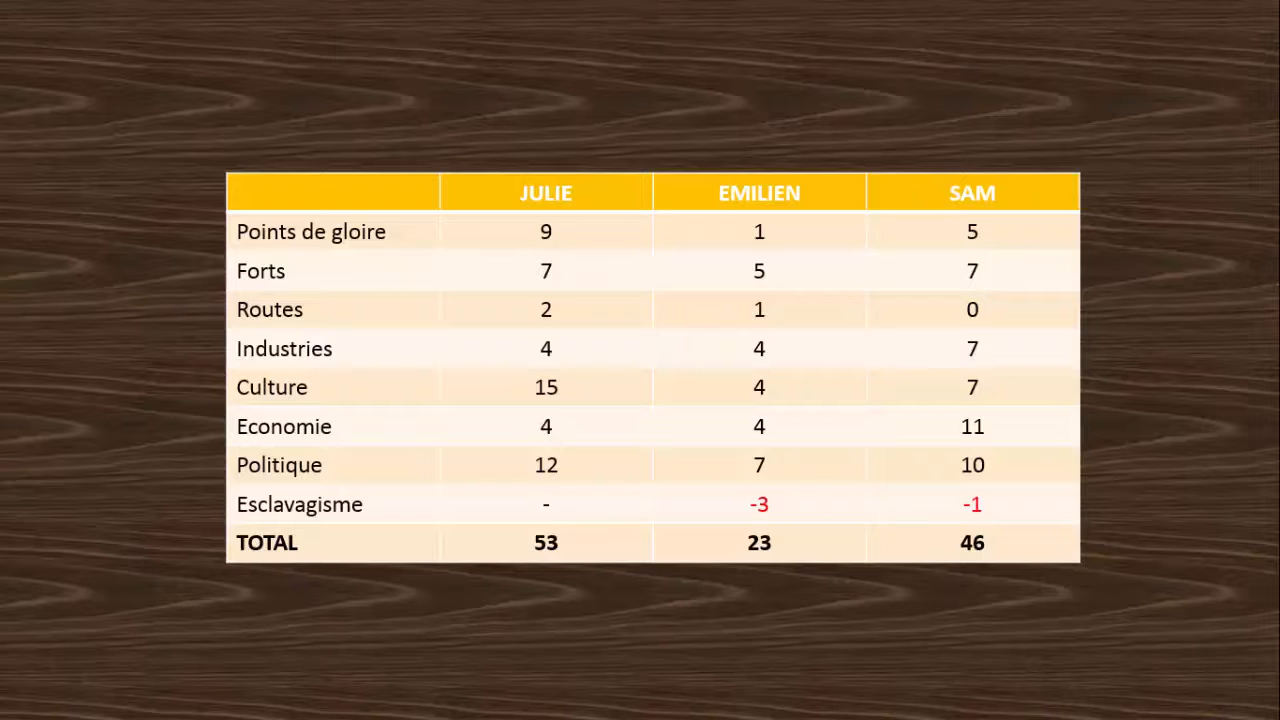 JULIE EMILIEN SAM
Points de gloire 9 1 5
Forts 7 5 7
Routes 2 1 0
Industries 4 4 7
Culture 15 4 7
Economie 4 4 11
Politique 12 7 10
Esclavagisme - -3 -1
TOTAL 53 23 46